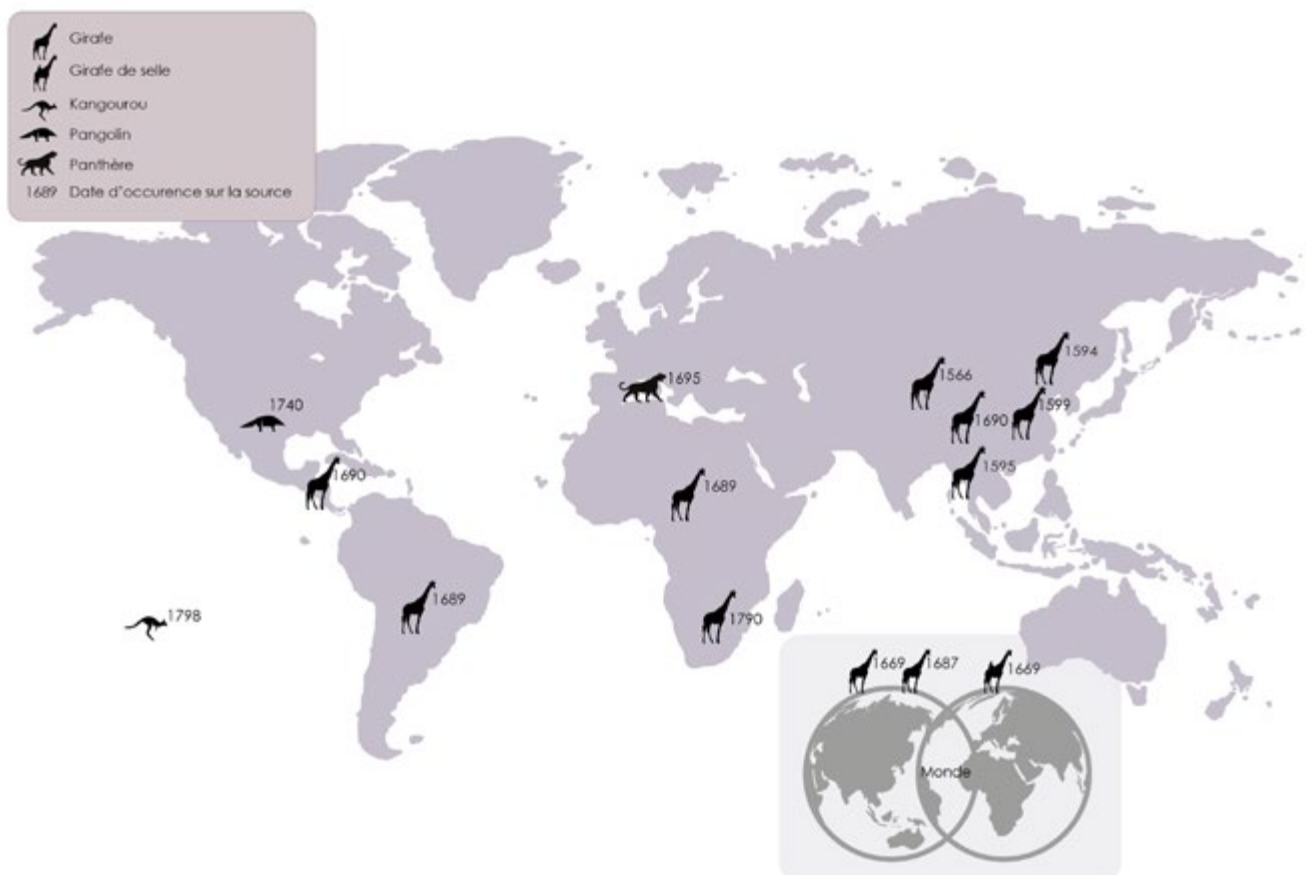 Girafe
Girafe de selle
Kangourou
Pangolin
Panthère
1689 Date d'occurence sur la source
1594
1566
1695
1740
1599
1690
1595
1690
1689
1689
1798
1790
1669
1687
1669
Monde